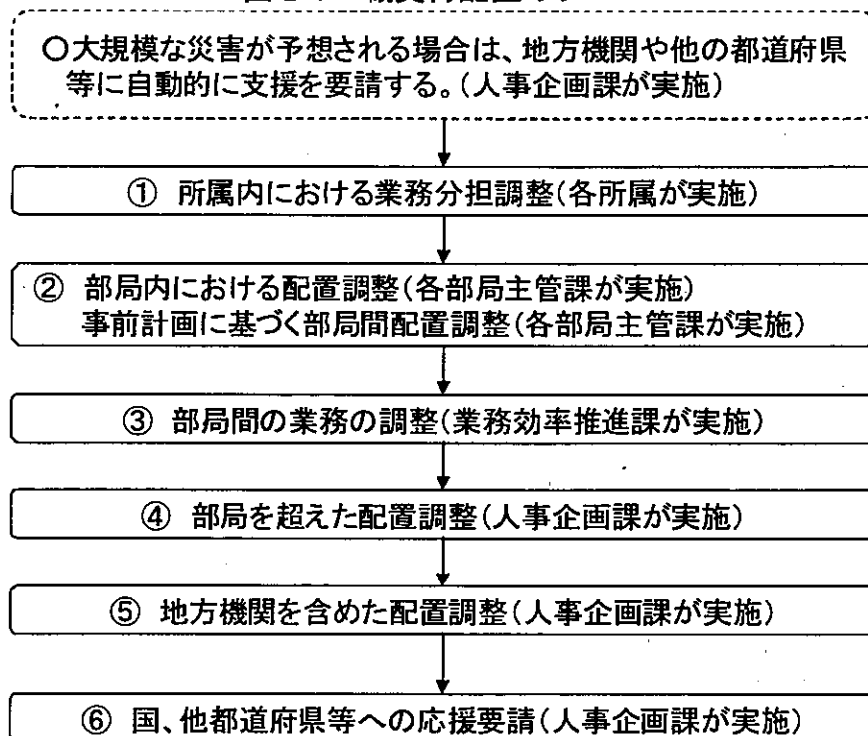 ○大規模な災害が予想される場合は、地方機関や他の都道府県
等に自動的に支援を要請する。(人事企画課が実施)
① 所属内における業務分担調整(各所属が実施)
② 部局内における配置調整(各部局主管課が実施)
事前計画に基づく部局間配置調整(各部局主管課が実施)
③ 部局間の業務の調整(業務効率推進課が実施)
④ 部局を超えた配置調整(人事企画課が実施)
⑤ 地方機関を含めた配置調整(人事企画課が実施)
⑥ 国、他都道府県等への応援要請(人事企画課が実施)